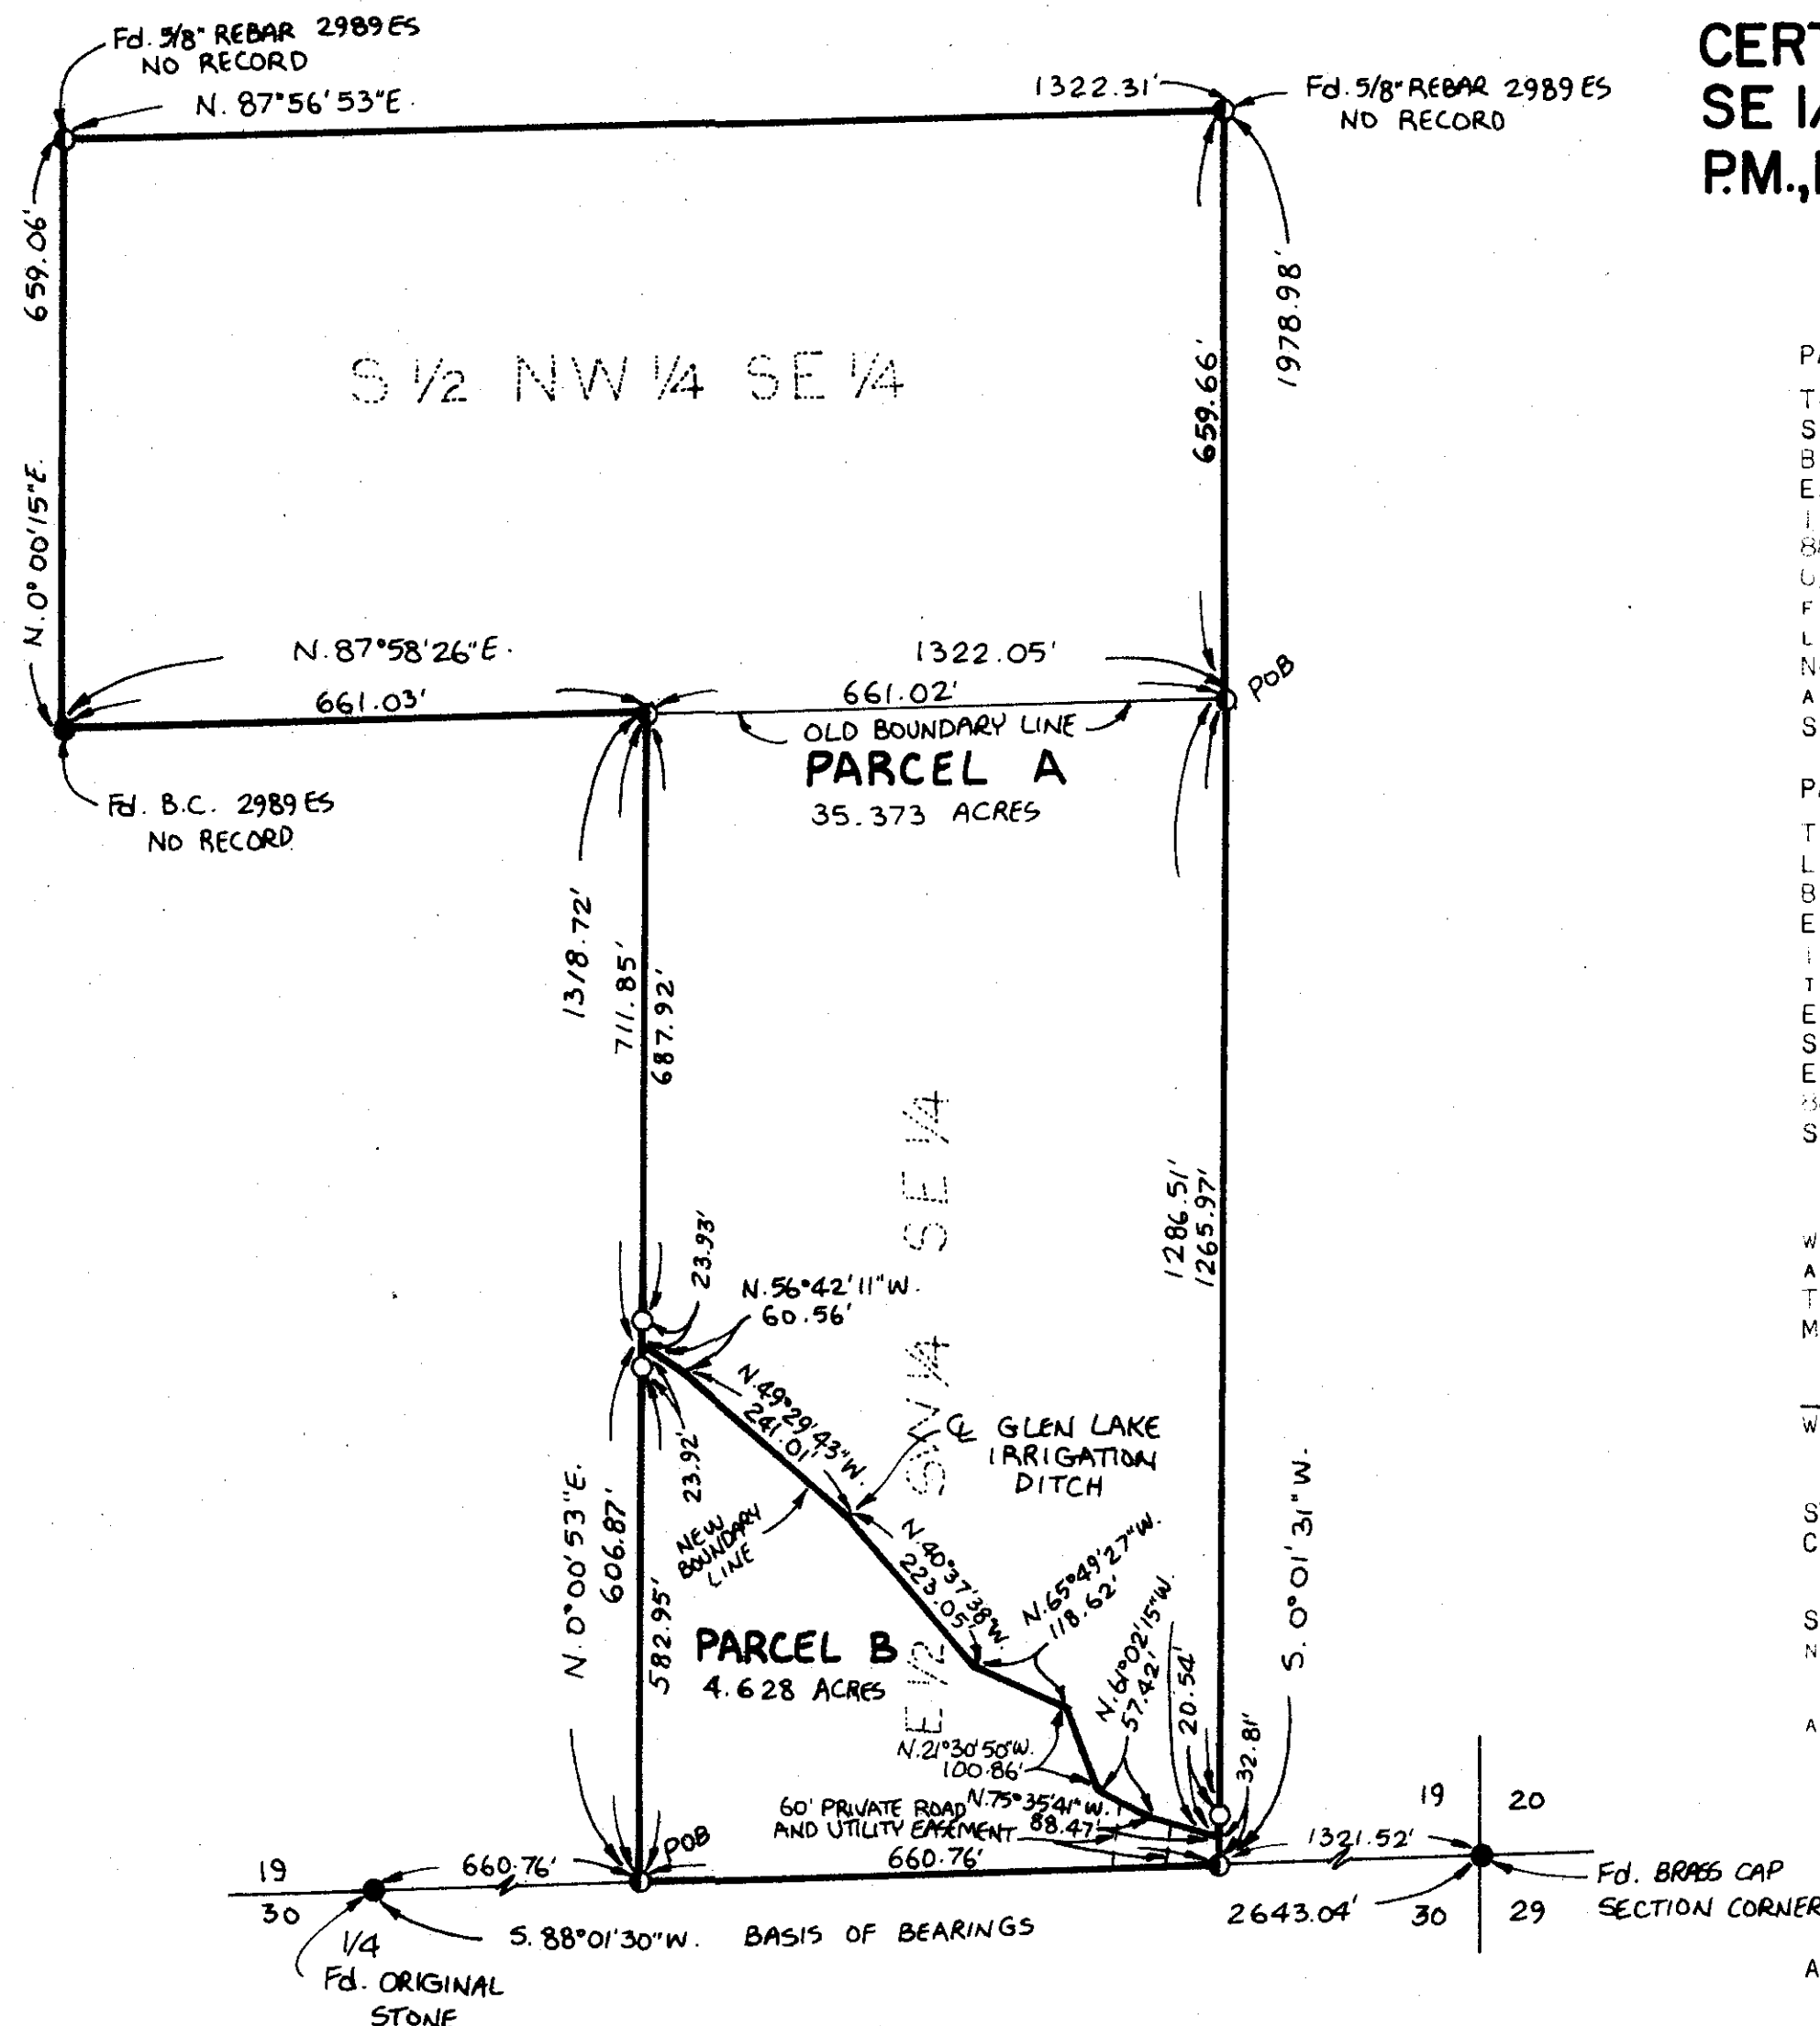 Fd. 5/8" REBAR 2989 ES
NO RECORD
N. 87°56'53"E.
1322.31'
Fd. 5/8" REBAR 2989 ES
NO RECORD
CERT
SE 1/
P.M.,
659.06'
N. 0°00'15"E.
S 1/2 NW 1/4 SE 1/4
659.66'
1978.98'
N. 87°58'26"E.
1322.05'
661.03'
661.02'
POB
OLD BOUNDARY LINE
PARCEL A
35.373 ACRES
Fd. B.C. 2989 ES
NO RECORD
1318.72'
711.85'
687.92'
1286.51'
1265.97'
23.93'
N. 56°42'11"W.
60.56'
N. 49°29'43"W.
241.01'
23.92'
E 1/2 SW 1/4 SE 1/4
℄ GLEN LAKE
IRRIGATION
DITCH
NEW
BOUNDARY
LINE
N. 0°00'53"E.
606.87'
582.95'
N. 40°37'38"W.
223.05'
N. 65°49'27"W.
118.62'
N. 61°02'15"W.
57.42'
20.54'
32.81'
S. 0°01'31"W.
PARCEL B
4.628 ACRES
N. 21°30'50"W.
100.86'
N. 75°35'41"W.
88.47'
60' PRIVATE ROAD
AND UTILITY EASEMENT
POB
660.76'
660.76'
1321.52'
19
20
19
30
30
29
2643.04'
Fd. BRASS CAP
SECTION CORNER
S. 88°01'30"W. BASIS OF BEARINGS
1/4
Fd. ORIGINAL
STONE
PA
T
S
B
E
1
8
F
L
N
A
S
PA
T
L
B
E
I
T
E
S
E
S
W
A
T
M
W
S
C
S
N
A
A